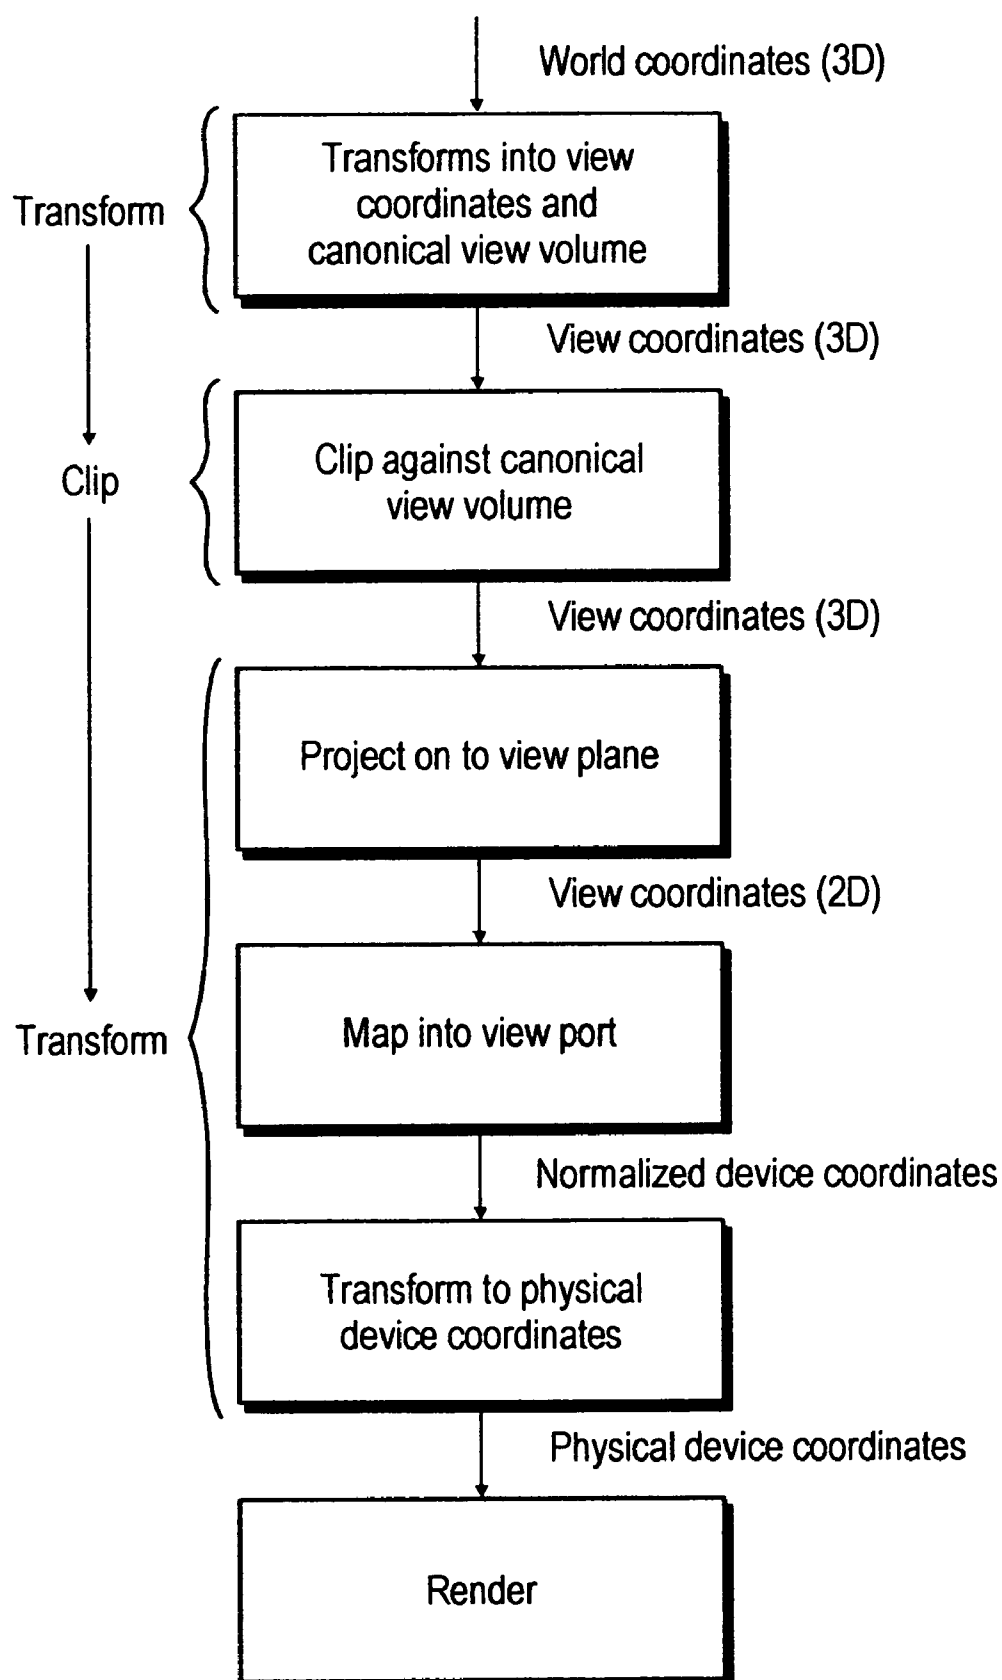 World coordinates (3D)
Transforms into view
coordinates and
canonical view volume
Transform
View coordinates (3D)
Clip against canonical
view volume
Clip
View coordinates (3D)
Project on to view plane
View coordinates (2D)
Map into view port
Transform
Normalized device coordinates
Transform to physical
device coordinates
Physical device coordinates
Render